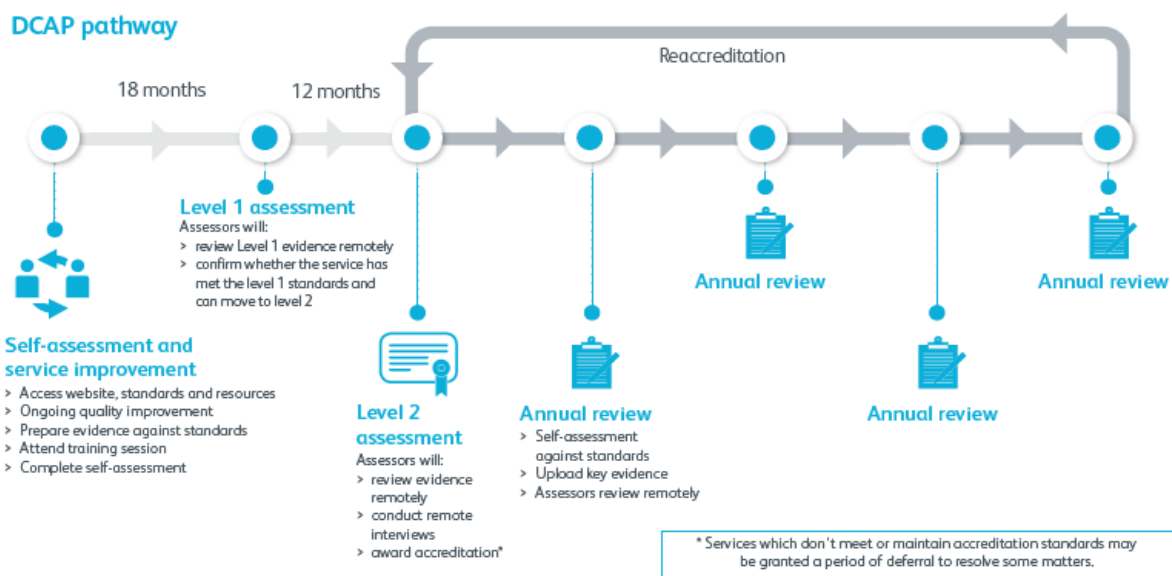 DCAP pathway
18 months
12 months
Reaccreditation
Self-assessment and
service improvement
> Access website, standards and resources
> Ongoing quality improvement
> Prepare evidence against standards
> Attend training session
> Complete self-assessment
Level 1 assessment
Assessors will:
> review Level 1 evidence remotely
> confirm whether the service has
met the level 1 standards and
can move to level 2
Level 2
assessment
Assessors will:
> review evidence
remotely
> conduct remote
interviews
> award accreditation*
Annual review
> Self-assessment
against standards
> Upload key evidence
> Assessors review remotely
Annual review
Annual review
Annual review
* Services which don't meet or maintain accreditation standards may
be granted a period of deferral to resolve some matters.